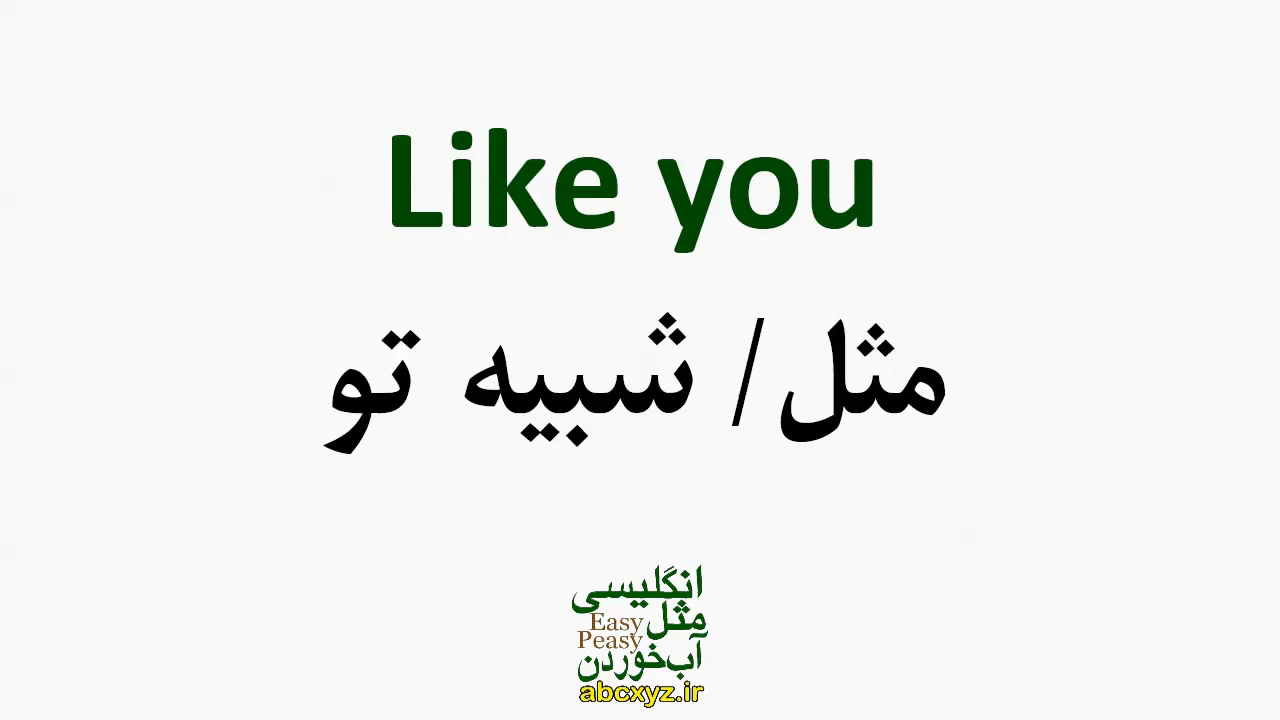 Like you
مثل/ شبیه تو
انگلیسی
مثل Easy
Peasy
آب‌خوردن
abcxyz.ir